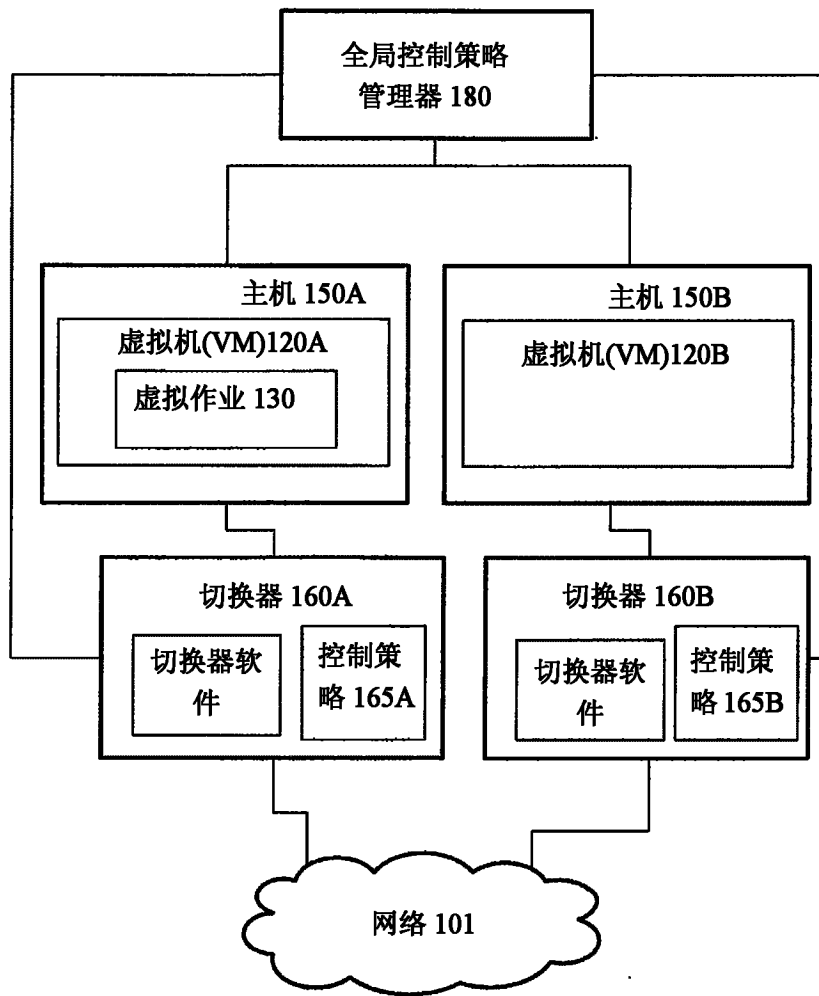 全局控制策略
管理器 180
主机 150A
虚拟机(VM)120A
虚拟作业 130
主机 150B
虚拟机(VM)120B
切换器 160A
切换器软
件
控制策
略 165A
切换器 160B
切换器软
件
控制策
略 165B
网络 101